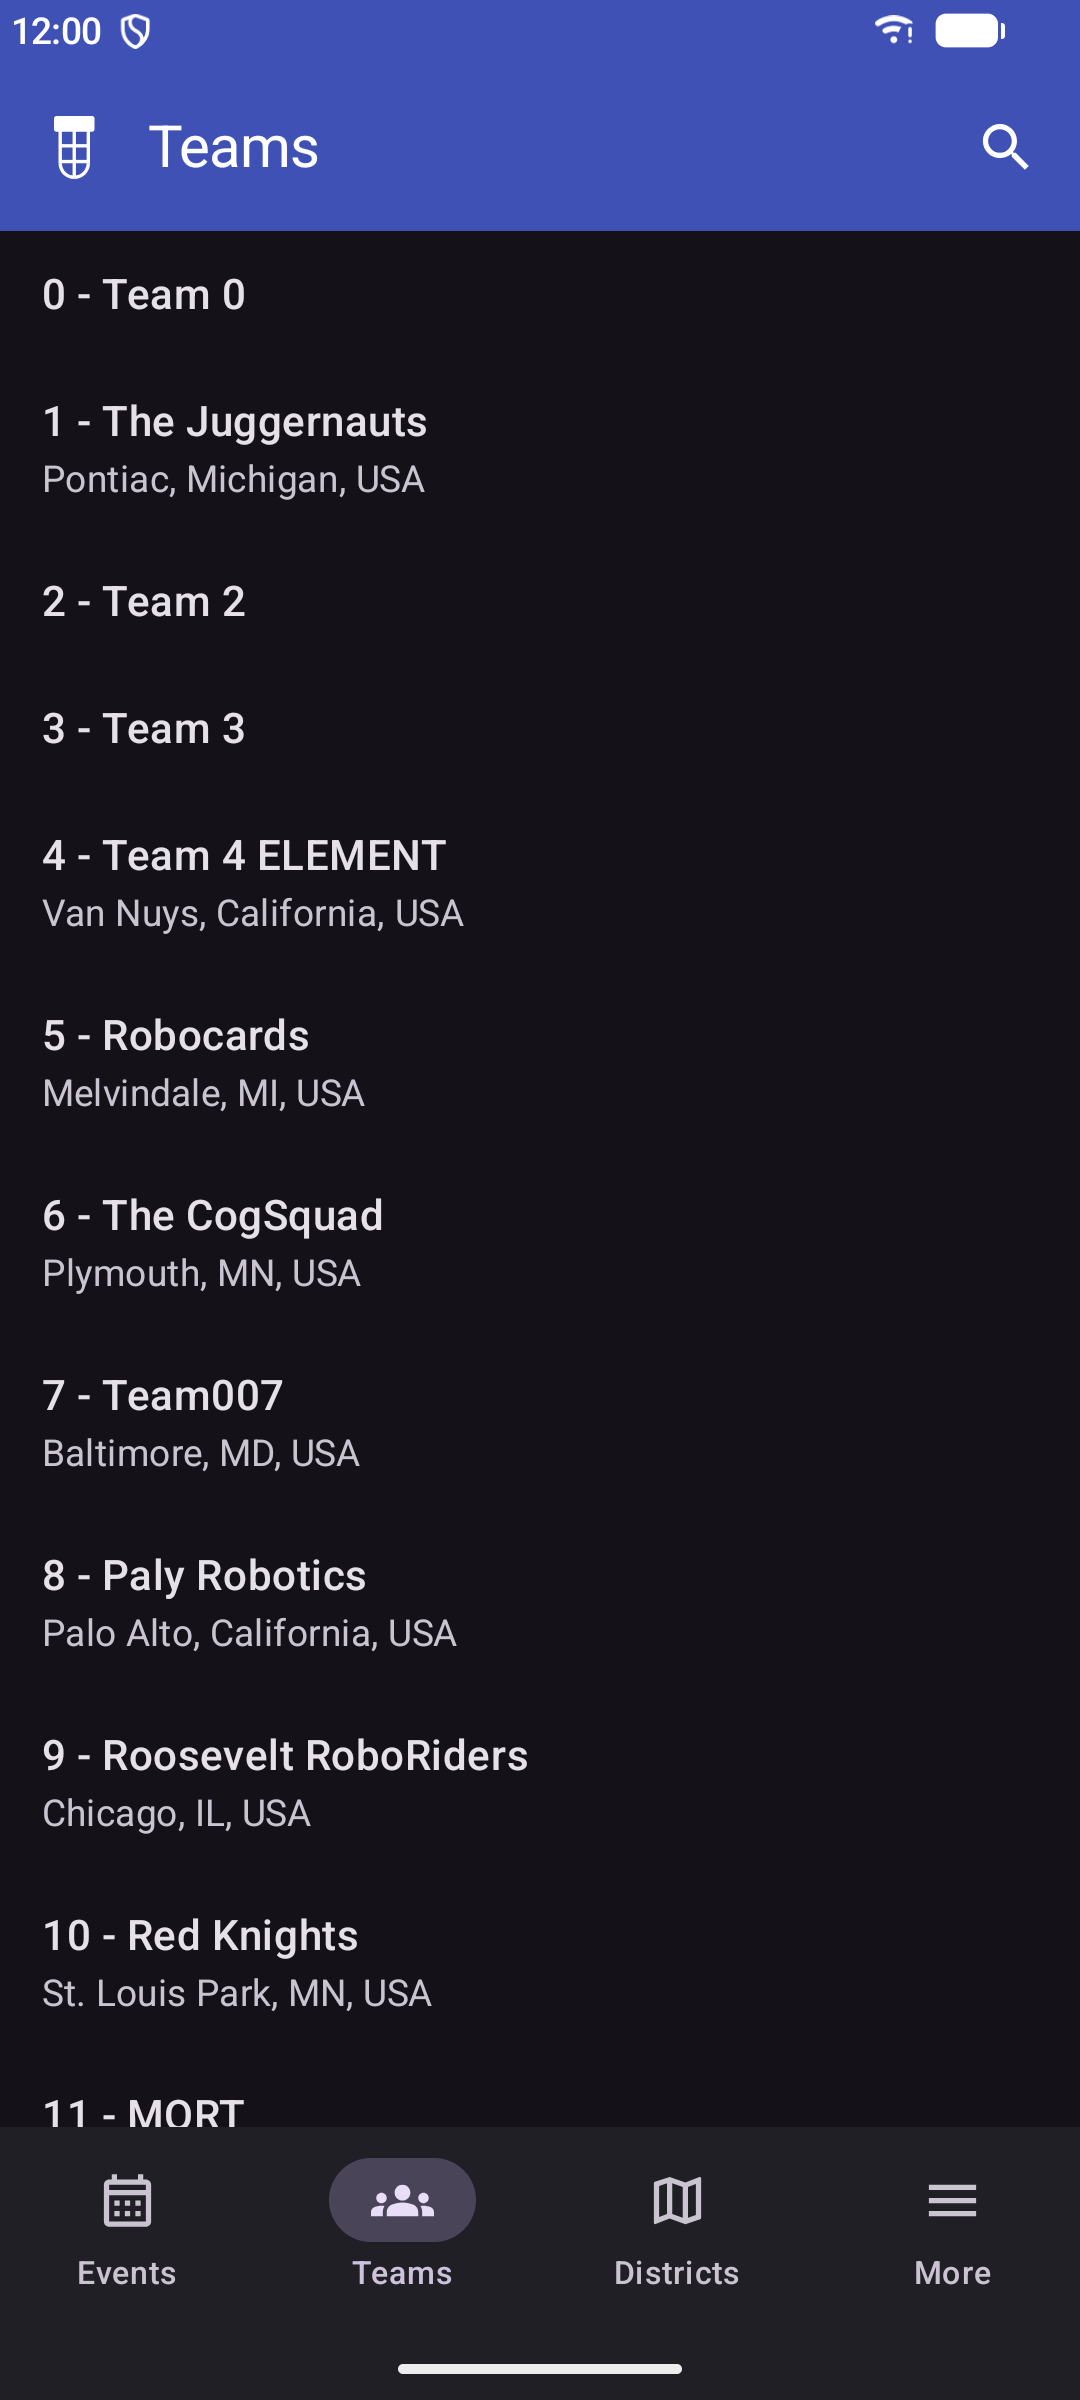 12:00
Teams
0 - Team 0
1 - The Juggernauts
Pontiac, Michigan, USA
2 - Team 2
3 - Team 3
4 - Team 4 ELEMENT
Van Nuys, California, USA
5 - Robocards
Melvindale, MI, USA
6 - The CogSquad
Plymouth, MN, USA
7 - Team007
Baltimore, MD, USA
8 - Paly Robotics
Palo Alto, California, USA
9 - Roosevelt RoboRiders
Chicago, IL, USA
10 - Red Knights
St. Louis Park, MN, USA
11 - MORT
Events
Teams
Districts
More